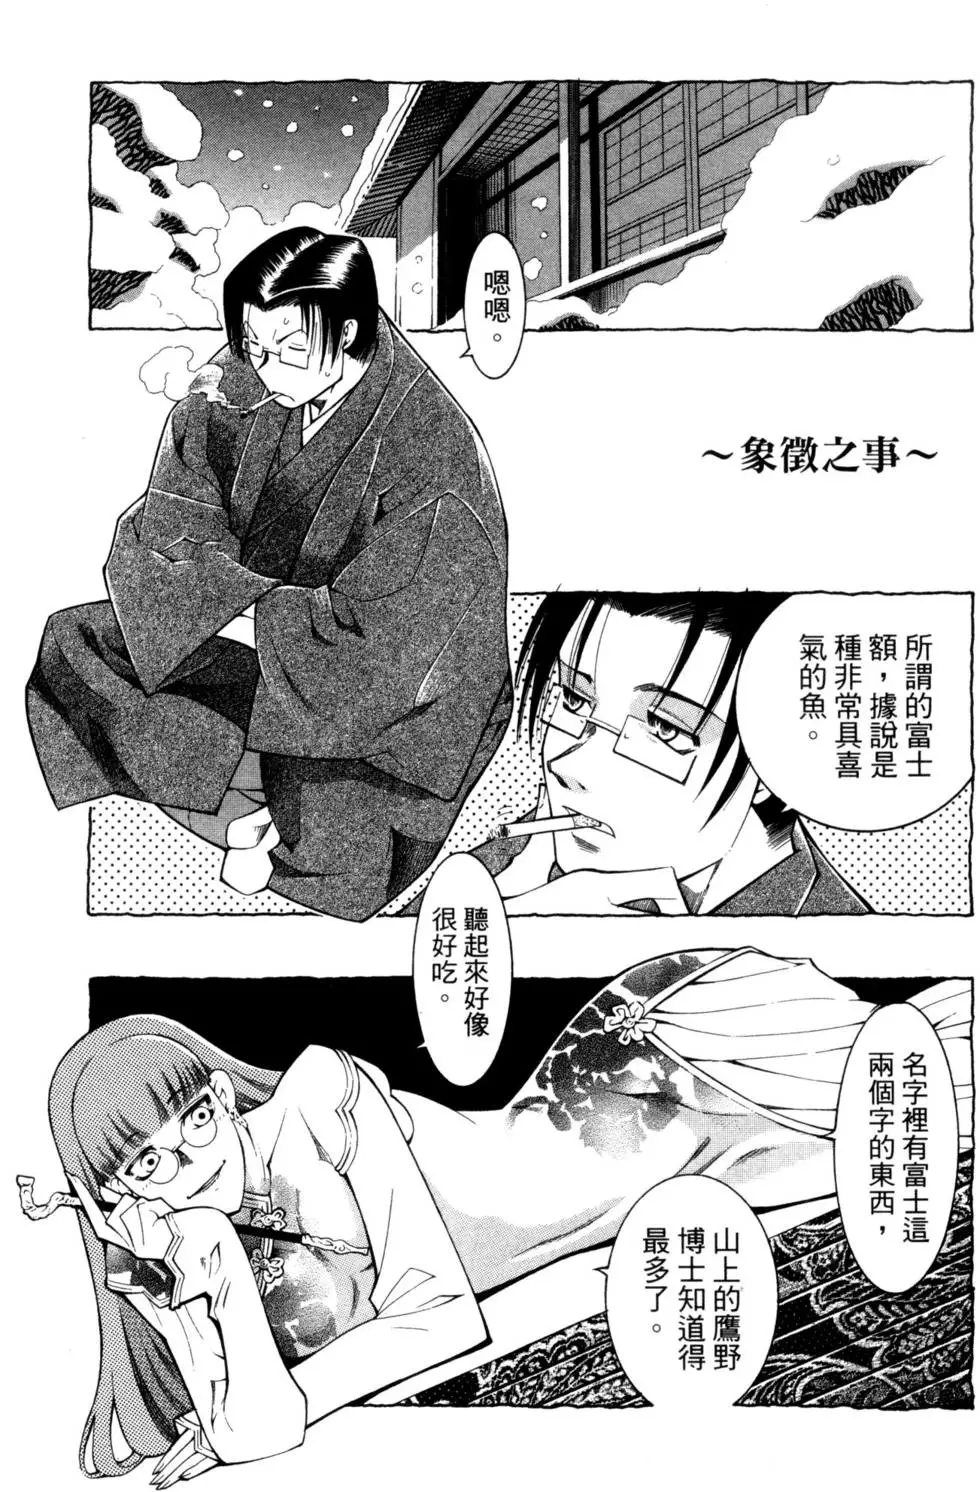 嗯嗯。
～象徵之事～
所謂的富士
額，據說是
種非常具喜
氣的魚。
聽起來好像
很好吃。
名字裡有富士這
兩個字的東西，
山上的鷹野
博士知道得
最多了。